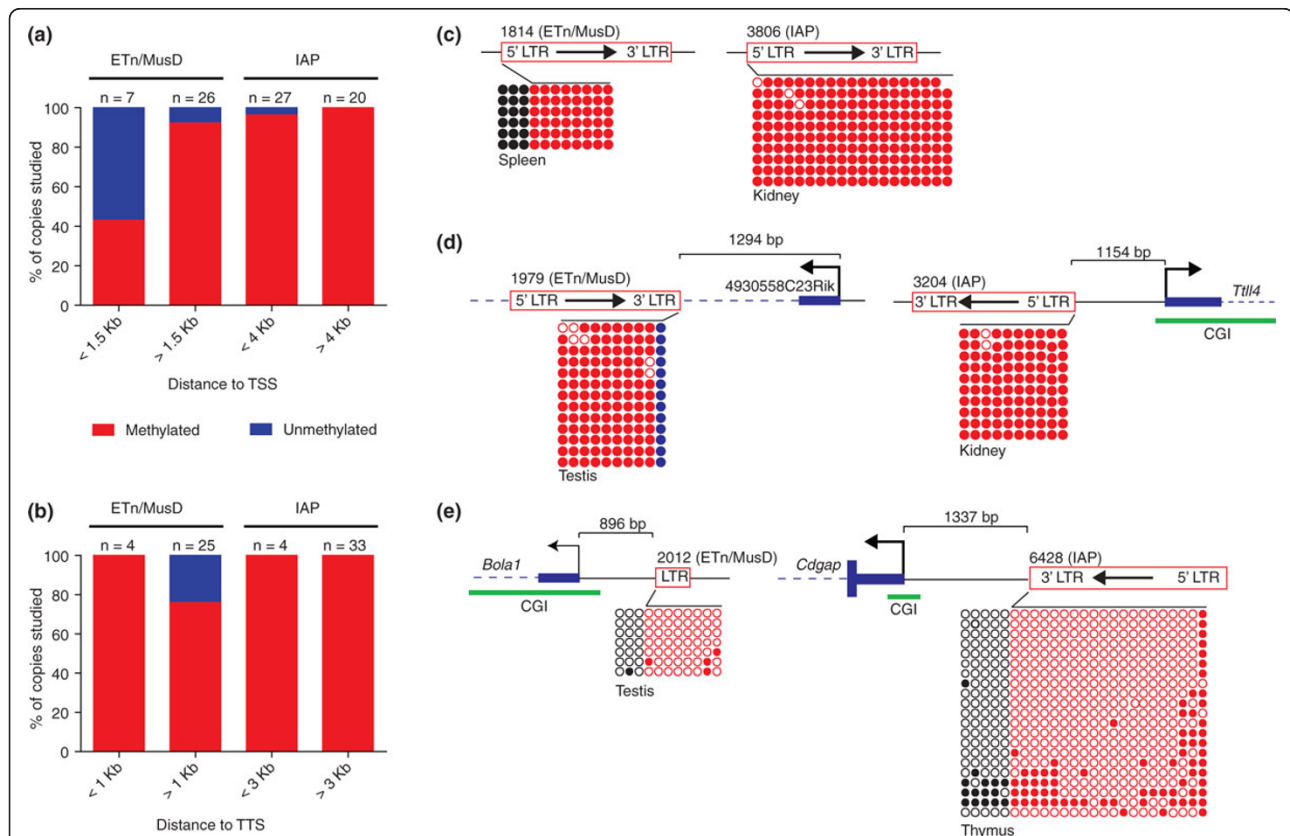 (a)
ETn/MusD IAP
n = 7 n = 26 n = 27 n = 20
100
80
60
40
20
0
% of copies studied
< 1.5 Kb > 1.5 Kb < 4 Kb > 4 Kb
Distance to TSS
Methylated Unmethylated
(b)
ETn/MusD IAP
n = 4 n = 25 n = 4 n = 33
100
80
60
40
20
0
% of copies studied
< 1 Kb > 1 Kb < 3 Kb > 3 Kb
Distance to TTS
(c)
1814 (ETn/MusD)
5' LTR 3' LTR
Spleen
3806 (IAP)
5' LTR 3' LTR
Kidney
(d)
1294 bp
1979 (ETn/MusD)
4930558C23Rik
5' LTR 3' LTR
Testis
1154 bp
3204 (IAP)
3' LTR 5' LTR
Ttll4
CGI
Kidney
(e)
896 bp
Bola1
2012 (ETn/MusD)
LTR
CGI
Testis
1337 bp
Cdgap
6428 (IAP)
3' LTR 5' LTR
CGI
Thymus